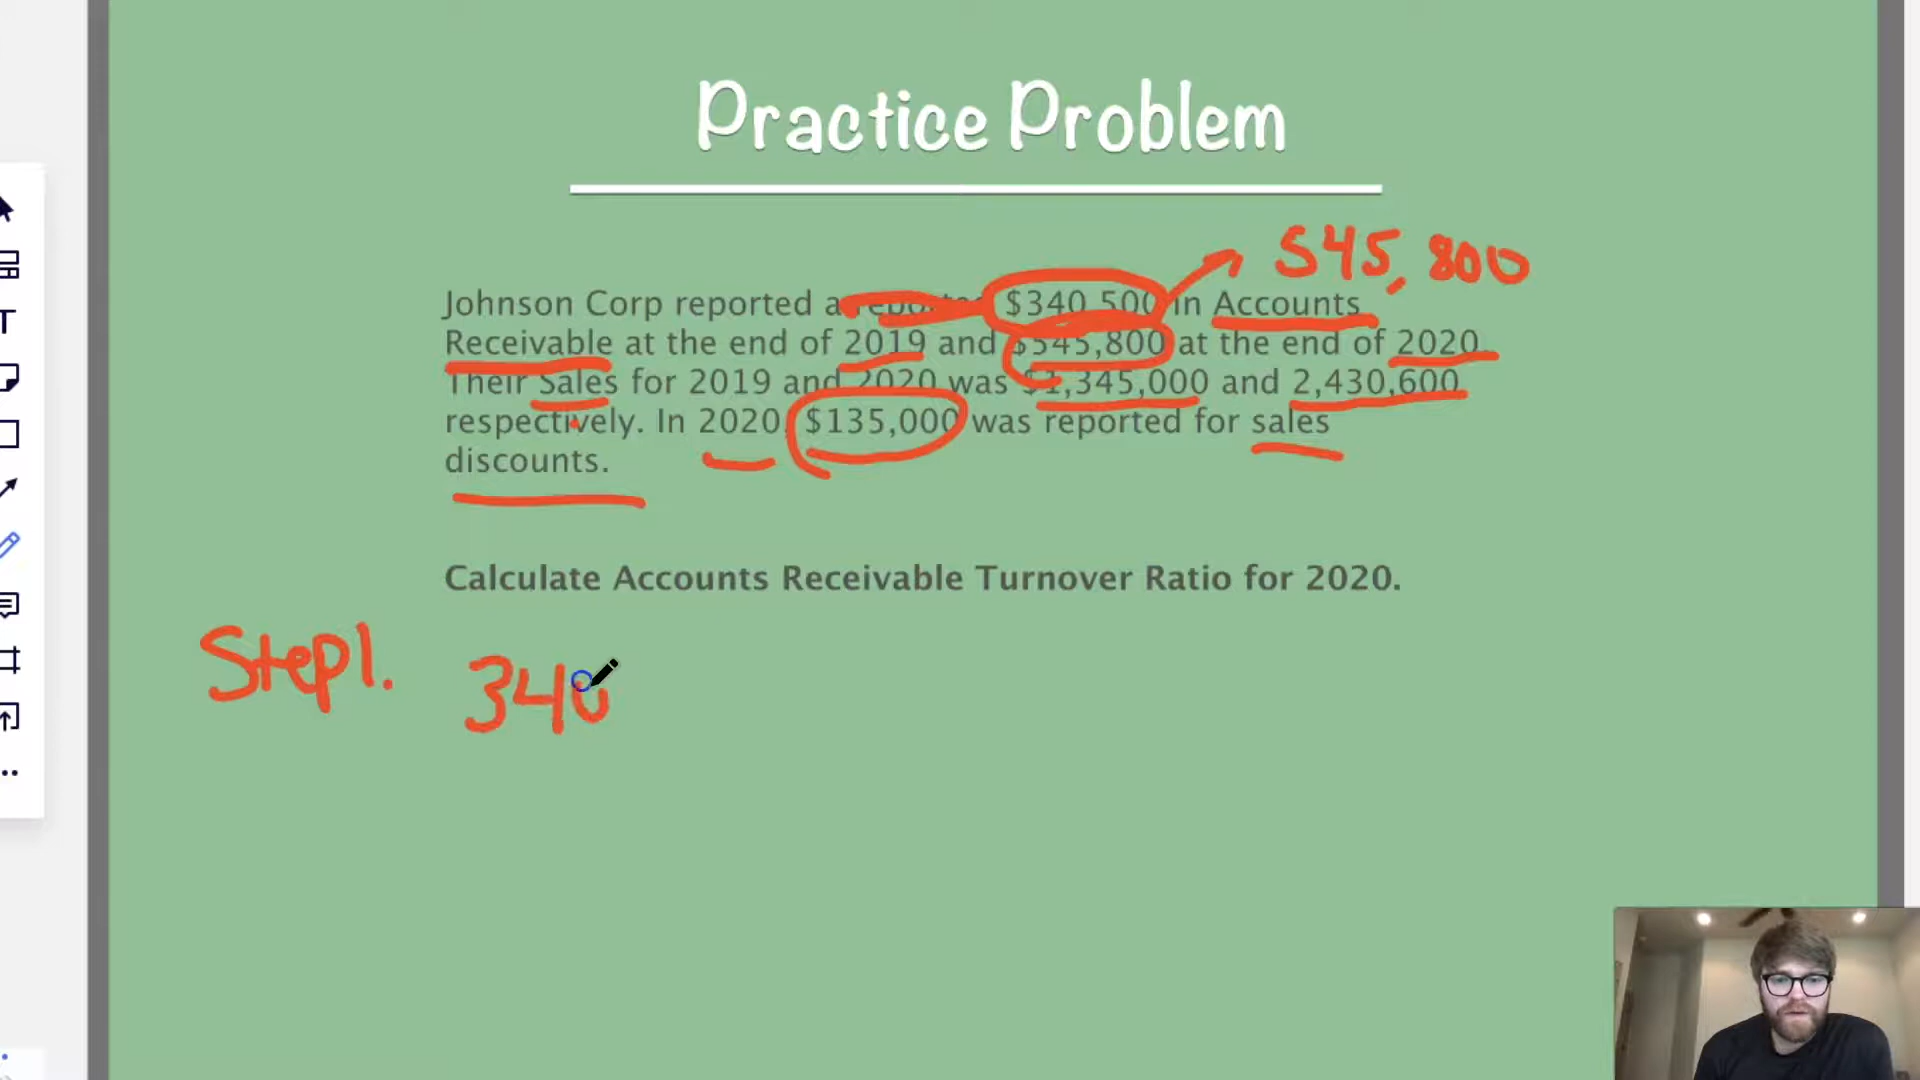 Practice Problem
545,800
Johnson Corp reported a reported $340,500 in Accounts
Receivable at the end of 2019 and $545,800 at the end of 2020.
Their Sales for 2019 and 2020 was $1,345,000 and 2,430,600
respectively. In 2020, $135,000 was reported for sales
discounts.
Calculate Accounts Receivable Turnover Ratio for 2020.
Step 1. 340